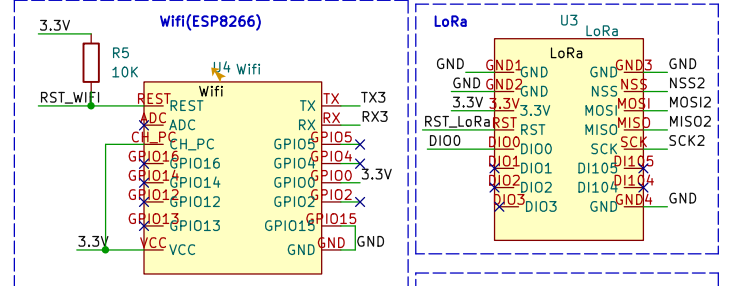 Wifi(ESP8266)
3.3V
R5
10K
U4 Wifi
Wifi
RST_WIFI
REST REST
TX TX TX3
ADC ADC
RX RX RX3
CH_PC CH_PC
GPIO5 GPIO5
GPIO16 GPIO16
GPIO4 GPIO4
GPIO14 GPIO14
GPIO0 GPIO0 3.3V
GPIO12 GPIO12
GPIO2 GPIO2
GPIO13 GPIO13
GPIO15 GPIO15
3.3V VCC VCC
GND GND GND
LoRa
U3
LoRa
LoRa
GND GND1 GND
GND GND3 GND
GND GND2 GND
NSS NSS NSS2
3.3V 3.3V 3.3V
MOSI MOSI MOSI2
RST_LoRa RST RST
MISO MISO MISO2
DIO0 DIO0 DIO0
SCK SCK SCK2
DIO1 DIO1
DI105 DI105
DIO2 DIO2
DI104 DI104
DIO3 DIO3
GND GND4 GND